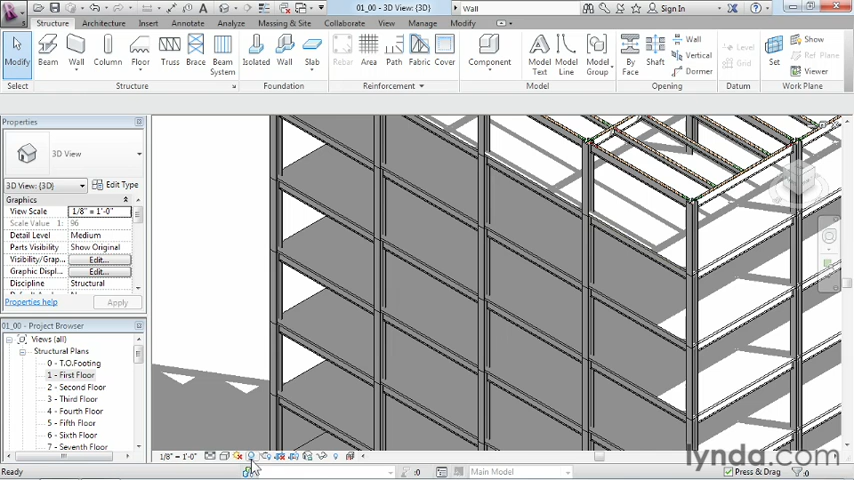 01_00 - 3D View: {3D}
Wall
Sign In
Structure Architecture Insert Annotate Analyze Massing & Site Collaborate View Manage Modify
Modify Beam Wall Column Floor Truss Brace Beam System Isolated Wall Slab Rebar Area Path Fabric Cover Component Model Text Model Line Model Group By Face Shaft Wall Vertical Dormer Level Grid Set Show Ref Plane Viewer
Select Structure Foundation Reinforcement Model Opening Datum Work Plane
Properties
3D View
3D View: {3D} Edit Type
Graphics
View Scale 1/8" = 1'-0"
Scale Value 1: 96
Detail Level Medium
Parts Visibility Show Original
Visibility/Grap... Edit...
Graphic Displ... Edit...
Discipline Structural
Properties help Apply
01_00 - Project Browser
Views (all)
Structural Plans
0 - T.O.Footing
1 - First Floor
2 - Second Floor
3 - Third Floor
4 - Fourth Floor
5 - Fifth Floor
6 - Sixth Floor
7 - Seventh Floor
1/8" = 1'-0"
Ready :0 Main Model Press & Drag :0
lynda.com